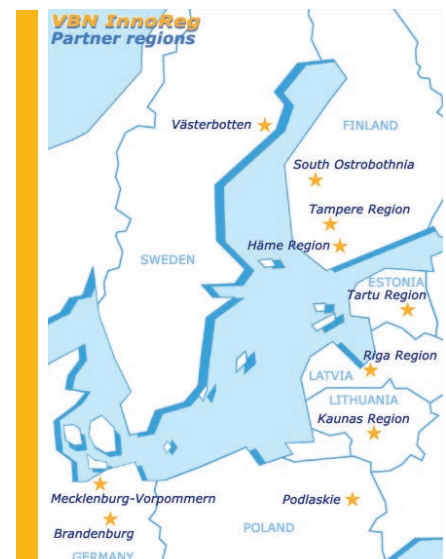 VBN InnoReg
Partner regions
Västerbotten
FINLAND
South Ostrobothnia
Tampere Region
Häme Region
SWEDEN
ESTONIA
Tartu Region
Riga Region
LATVIA
LITHUANIA
Kaunas Region
Mecklenburg-Vorpommern
Podlaskie
Brandenburg
POLAND
GERMANY